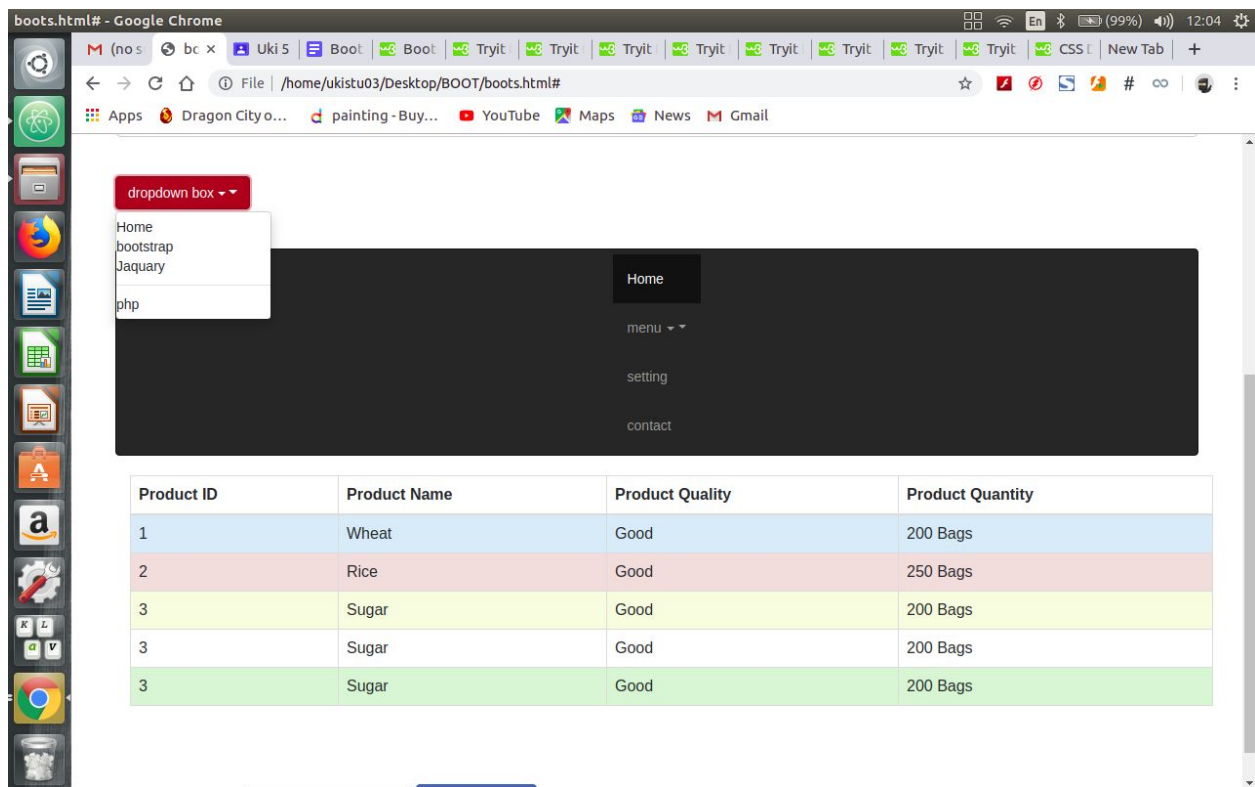 boots.html# - Google Chrome En (99%) 12:04
(no s bc Uki 5 Boot Boot Tryit Tryit Tryit Tryit Tryit Tryit Tryit Tryit CSS New Tab +
File /home/ukistu03/Desktop/BOOT/boots.html#
Apps Dragon City o... painting - Buy... YouTube Maps News Gmail
dropdown box
Home
bootstrap
Jaquary
php
Home
menu
setting
contact
Product ID Product Name Product Quality Product Quantity
1 Wheat Good 200 Bags
2 Rice Good 250 Bags
3 Sugar Good 200 Bags
3 Sugar Good 200 Bags
3 Sugar Good 200 Bags